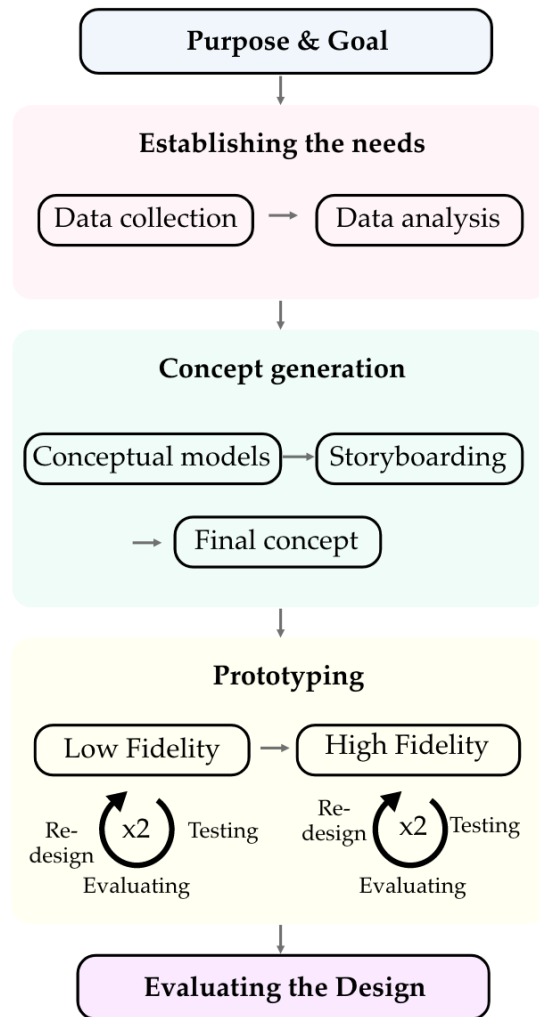 Purpose & Goal
Establishing the needs
Data collection
Data analysis
Concept generation
Conceptual models
Storyboarding
Final concept
Prototyping
Low Fidelity
High Fidelity
Re-
design
x2
Testing
Evaluating
Re-
design
x2
Testing
Evaluating
Evaluating the Design